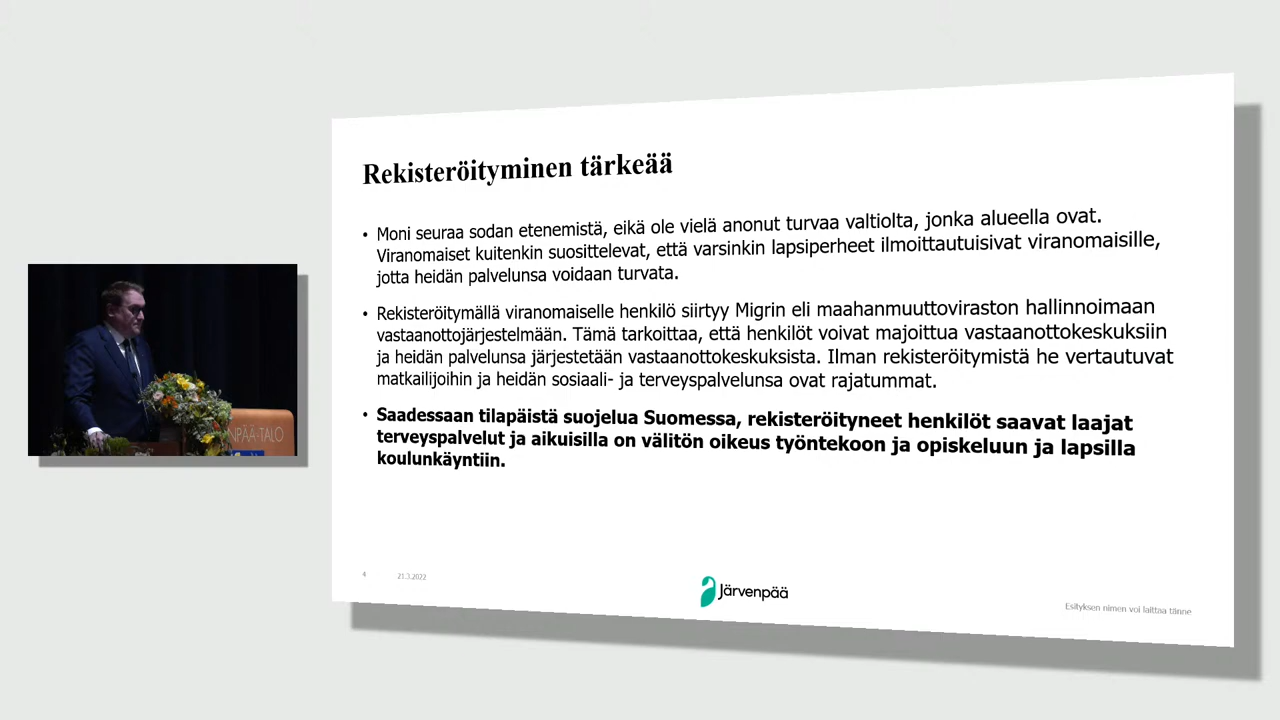 Rekisteröityminen tärkeää
• Moni seuraa sodan etenemistä, eikä ole vielä anonut turvaa valtiolta, jonka alueella ovat.
Viranomaiset kuitenkin suosittelevat, että varsinkin lapsiperheet ilmoittautuisivat viranomaisille,
jotta heidän palvelunsa voidaan turvata.
• Rekisteröitymällä viranomaiselle henkilö siirtyy Migrin eli maahanmuuttoviraston hallinnoimaan
vastaanottojärjestelmään. Tämä tarkoittaa, että henkilöt voivat majoittua vastaanottokeskuksiin
ja heidän palvelunsa järjestetään vastaanottokeskuksista. Ilman rekisteröitymistä he vertautuvat
matkailijoihin ja heidän sosiaali- ja terveyspalvelunsa ovat rajatummat.
• Saadessaan tilapäistä suojelua Suomessa, rekisteröityneet henkilöt saavat laajat
terveyspalvelut ja aikuisilla on välitön oikeus työntekoon ja opiskeluun ja lapsilla
koulunkäyntiin.
NPÄÄ-TALO
4 21.3.2022
Järvenpää
Esityksen nimen voi laittaa tänne